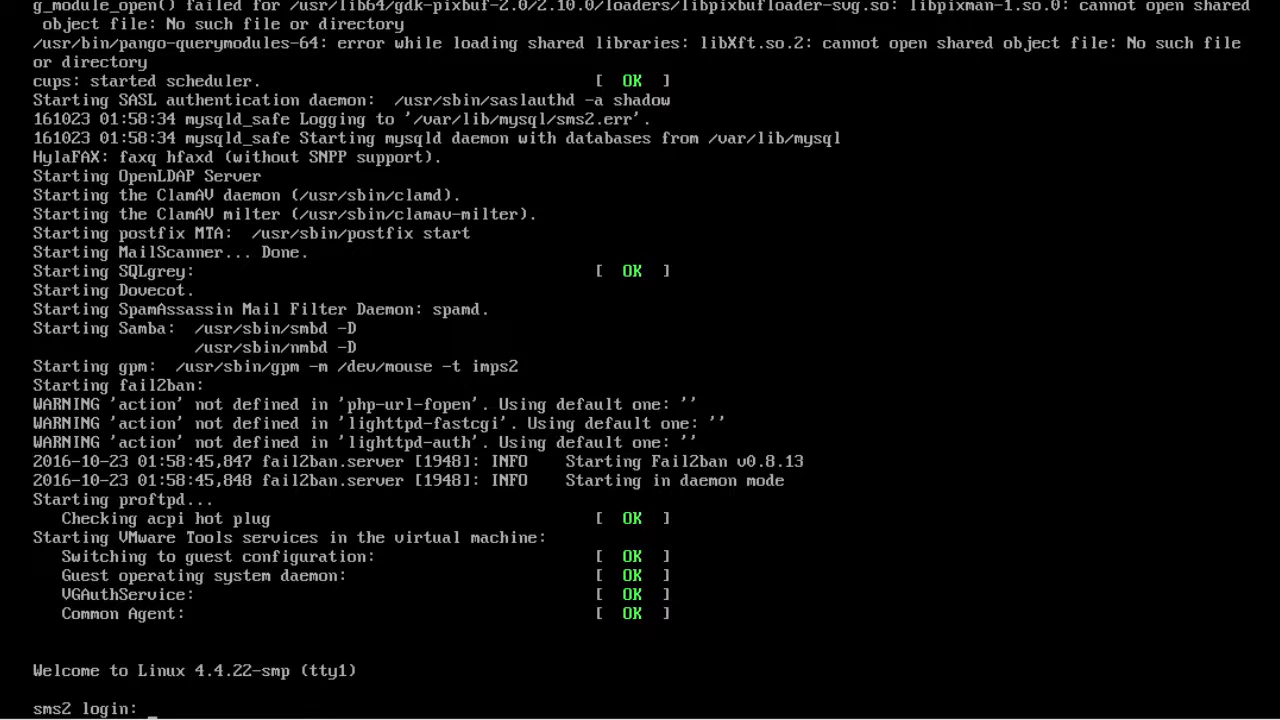 g_module_open() failed for /usr/lib64/gdk-pixbuf-2.0/2.10.0/loaders/libpixbufloader-svg.so: libpixman-1.so.0: cannot open shared
 object file: No such file or directory
/usr/bin/pango-querymodules-64: error while loading shared libraries: libXft.so.2: cannot open shared object file: No such file
or directory
cups: started scheduler. [ OK ]
Starting SASL authentication daemon:  /usr/sbin/saslauthd -a shadow
161023 01:58:34 mysqld_safe Logging to '/var/lib/mysql/sms2.err'.
161023 01:58:34 mysqld_safe Starting mysqld daemon with databases from /var/lib/mysql
HylaFAX: faxq hfaxd (without SNPP support).
Starting OpenLDAP Server
Starting the ClamAV daemon (/usr/sbin/clamd).
Starting the ClamAV milter (/usr/sbin/clamav-milter).
Starting postfix MTA:  /usr/sbin/postfix start
Starting MailScanner... Done.
Starting SQLgrey: [ OK ]
Starting Dovecot.
Starting SpamAssassin Mail Filter Daemon: spamd.
Starting Samba:  /usr/sbin/smbd -D
                 /usr/sbin/nmbd -D
Starting gpm:  /usr/sbin/gpm -m /dev/mouse -t imps2
Starting fail2ban:
WARNING 'action' not defined in 'php-url-fopen'. Using default one: ''
WARNING 'action' not defined in 'lighttpd-fastcgi'. Using default one: ''
WARNING 'action' not defined in 'lighttpd-auth'. Using default one: ''
2016-10-23 01:58:45,847 fail2ban.server [1948]: INFO    Starting Fail2ban v0.8.13
2016-10-23 01:58:45,848 fail2ban.server [1948]: INFO    Starting in daemon mode
Starting proftpd...
   Checking acpi hot plug [ OK ]
Starting VMware Tools services in the virtual machine:
   Switching to guest configuration: [ OK ]
   Guest operating system daemon: [ OK ]
   VGAuthService: [ OK ]
   Common Agent: [ OK ]
Welcome to Linux 4.4.22-smp (tty1)
sms2 login: _